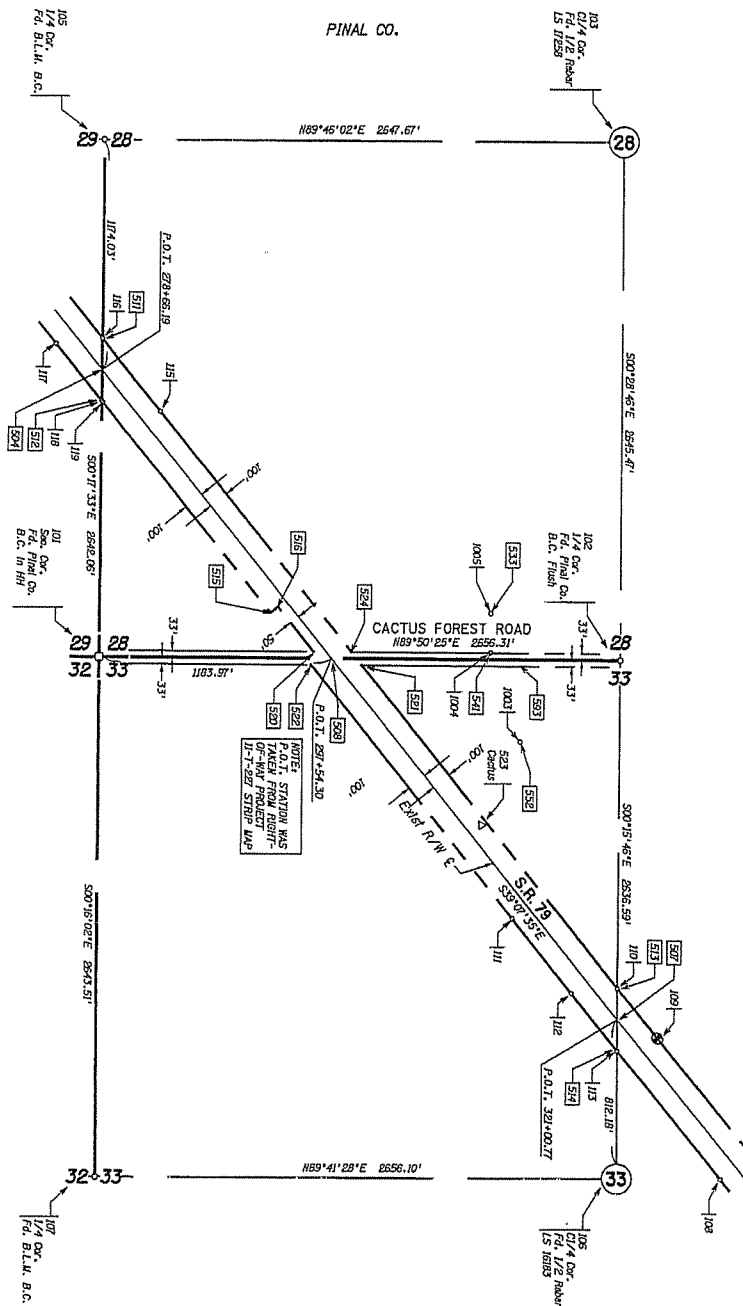 PINAL CO.
103
C1/4 Cor.
Fd. 1/2 Rebar
LS 17258
105
1/4 Cor.
Fd. B.L.M. B.C.
29 28
N89°46'02"E 2647.67'
28
1174.03'
P.O.T. 278+66.19
511
116
115
117
504
512
118
119
S00°28'46"E 2645.47'
100'
100'
S00°17'33"E 2642.06'
101
Sec. Cor.
Fd. Pinal Co.
B.C. in HH
102
1/4 Cor.
Fd. Pinal Co.
B.C. Flush
515
516
50'
524
1005
533
CACTUS FOREST ROAD
N89°50'25"E 2656.31'
33'
28
33
33'
29 28
32 33
33'
33'
1183.97'
520
522
508
P.O.T. 297+54.30
521
1004
541
593
1003
552
523
Cactus
NOTE:
P.O.T. STATION WAS
TAKEN FROM RIGHT-
OF-WAY PROJECT
11-T-227 STRIP MAP
100'
100'
Exist R/W ℄
S.R. 79
S39°07'35"E
S00°15'46"E 2636.59'
S00°16'02"E 2643.51'
111
112
110
513
507
109
113
514
812.18'
P.O.T. 321+00.77
108
32 33
N89°41'28"E 2656.10'
33
107
1/4 Cor.
Fd. B.L.M. B.C.
106
C1/4 Cor.
Fd. 1/2 Rebar
LS 16183